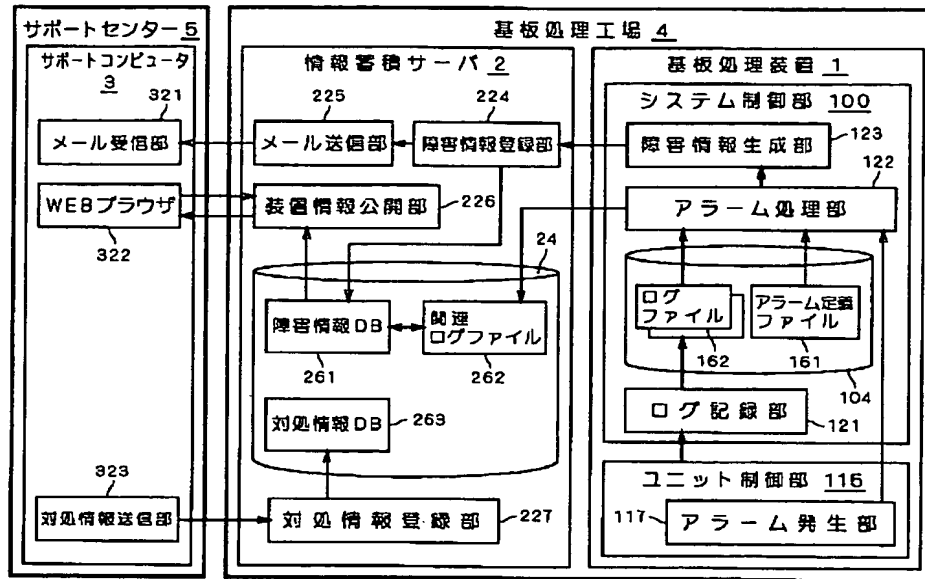 サポートセンター 5
サポートコンピュータ
3
321
メール受信部
WEBブラウザ
322
323
対処情報送信部
基板処理工場 4
情報蓄積サーバ 2
225
224
メール送信部
障害情報登録部
装置情報公開部
226
24
障害情報DB
261
関連
ログファイル
262
対処情報DB
263
対処情報登録部
227
基板処理装置 1
システム制御部 100
障害情報生成部
123
122
アラーム処理部
ログ
ファイル
162
アラーム定義
ファイル
161
104
ログ記録部
121
ユニット制御部 116
117
アラーム発生部